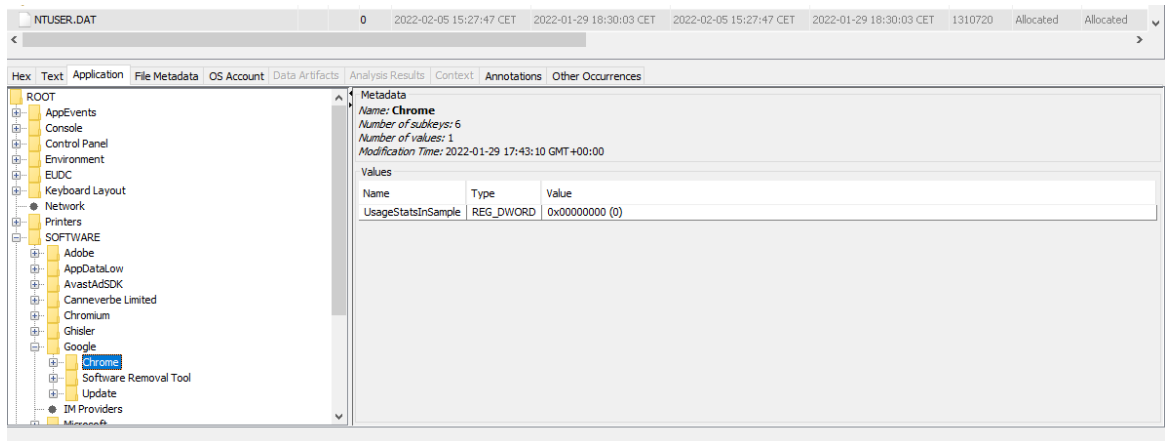 NTUSER.DAT 0 2022-02-05 15:27:47 CET 2022-01-29 18:30:03 CET 2022-02-05 15:27:47 CET 2022-01-29 18:30:03 CET 1310720 Allocated Allocated
Hex Text Application File Metadata OS Account Data Artifacts Analysis Results Context Annotations Other Occurrences
ROOT
AppEvents
Console
Control Panel
Environment
EUDC
Keyboard Layout
Network
Printers
SOFTWARE
Adobe
AppDataLow
AvastAdSDK
Canneverbe Limited
Chromium
Ghisler
Google
Chrome
Software Removal Tool
Update
IM Providers
Microsoft
Metadata
Name: Chrome
Number of subkeys: 6
Number of values: 1
Modification Time: 2022-01-29 17:43:10 GMT+00:00
Values
Name Type Value
UsageStatsInSample REG_DWORD 0x00000000 (0)